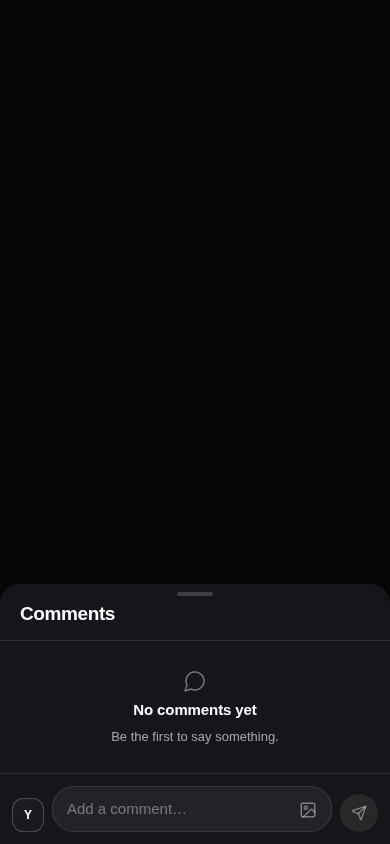 Comments
No comments yet
Be the first to say something.
Y
Add a comment…